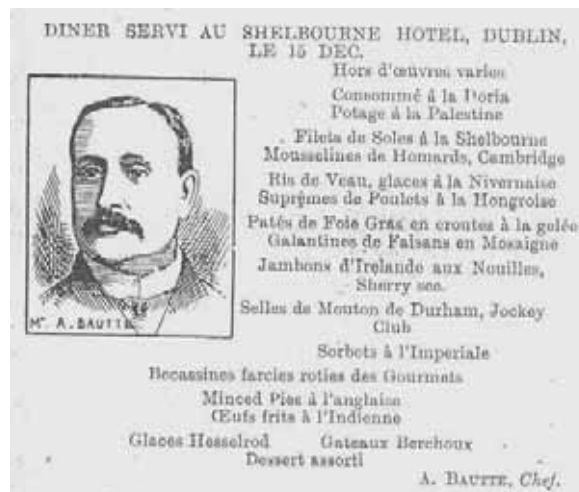 DINER SERVI AU SHELBOURNE HOTEL, DUBLIN,
LE 15 DEC.
Hors d'œuvres varies
Consommé à la Doria
Potage à la Palestine
Filets de Soles à la Shelbourne
Mousselines de Homards, Cambridge
Ris de Veau, glaces à la Nivernaise
Suprêmes de Poulets à la Hongroise
Patés de Foie Gras en croutes à la gelée
Galantines de Faisans en Mosaigne
Jambons d'Irelande aux Nouilles,
Sherry sec.
Selles de Mouton de Durham, Jockey
Club
Sorbets à l'Imperiale
Becassines farcies roties des Gourmets
Minced Pies à l'anglaise
Œufs frits à l'Indienne
Glaces Hesselrod Gateaux Berchoux
Dessert assorti
A. BAUTTE, Chef.
Mr. A. BAUTTE